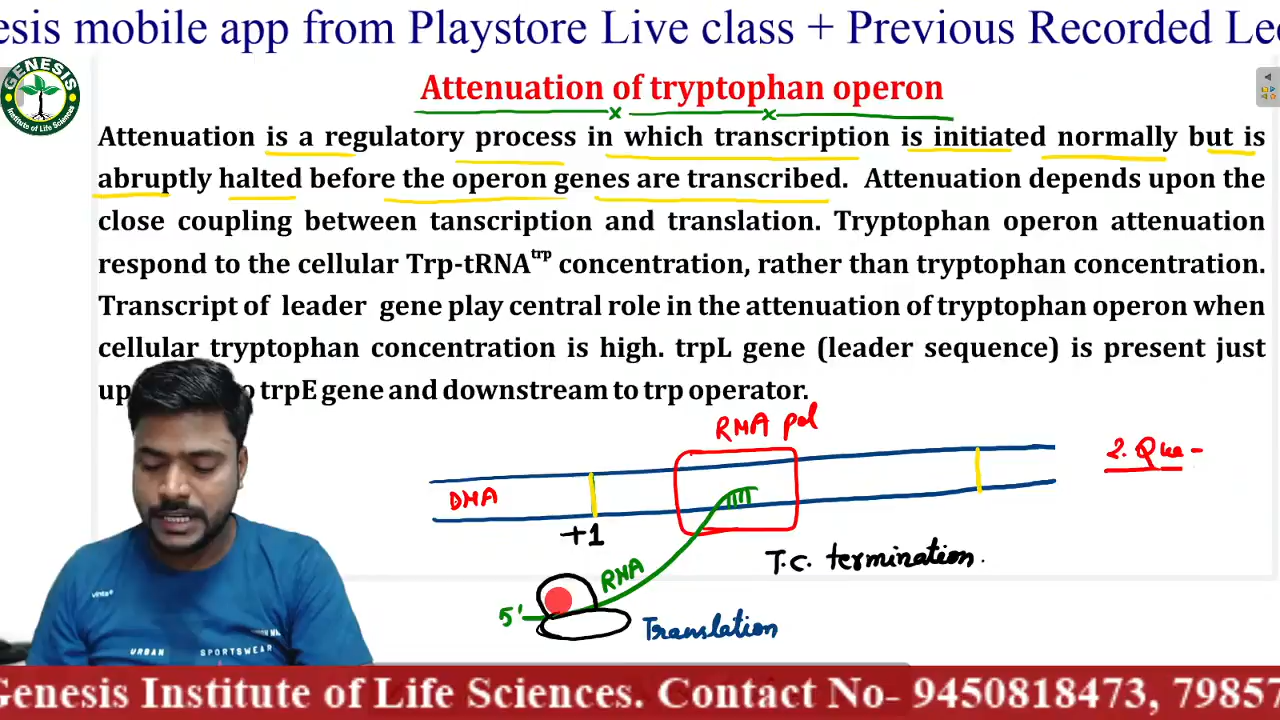 esis mobile app from Playstore Live class + Previous Recorded Le
GENESIS
Institute of Life Sciences
Attenuation of tryptophan operon
Attenuation is a regulatory process in which transcription is initiated normally but is
abruptly halted before the operon genes are transcribed. Attenuation depends upon the
close coupling between tanscription and translation. Tryptophan operon attenuation
respond to the cellular Trp-tRNAtrp concentration, rather than tryptophan concentration.
Transcript of leader gene play central role in the attenuation of tryptophan operon when
cellular tryptophan concentration is high. trpL gene (leader sequence) is present just
up trpE gene and downstream to trp operator.
RNA pol
2. Que -
DNA
+1
T.C. termination.
RNA
5'
Translation
URBAN SPORTSWEAR
Genesis Institute of Life Sciences. Contact No- 9450818473, 79857